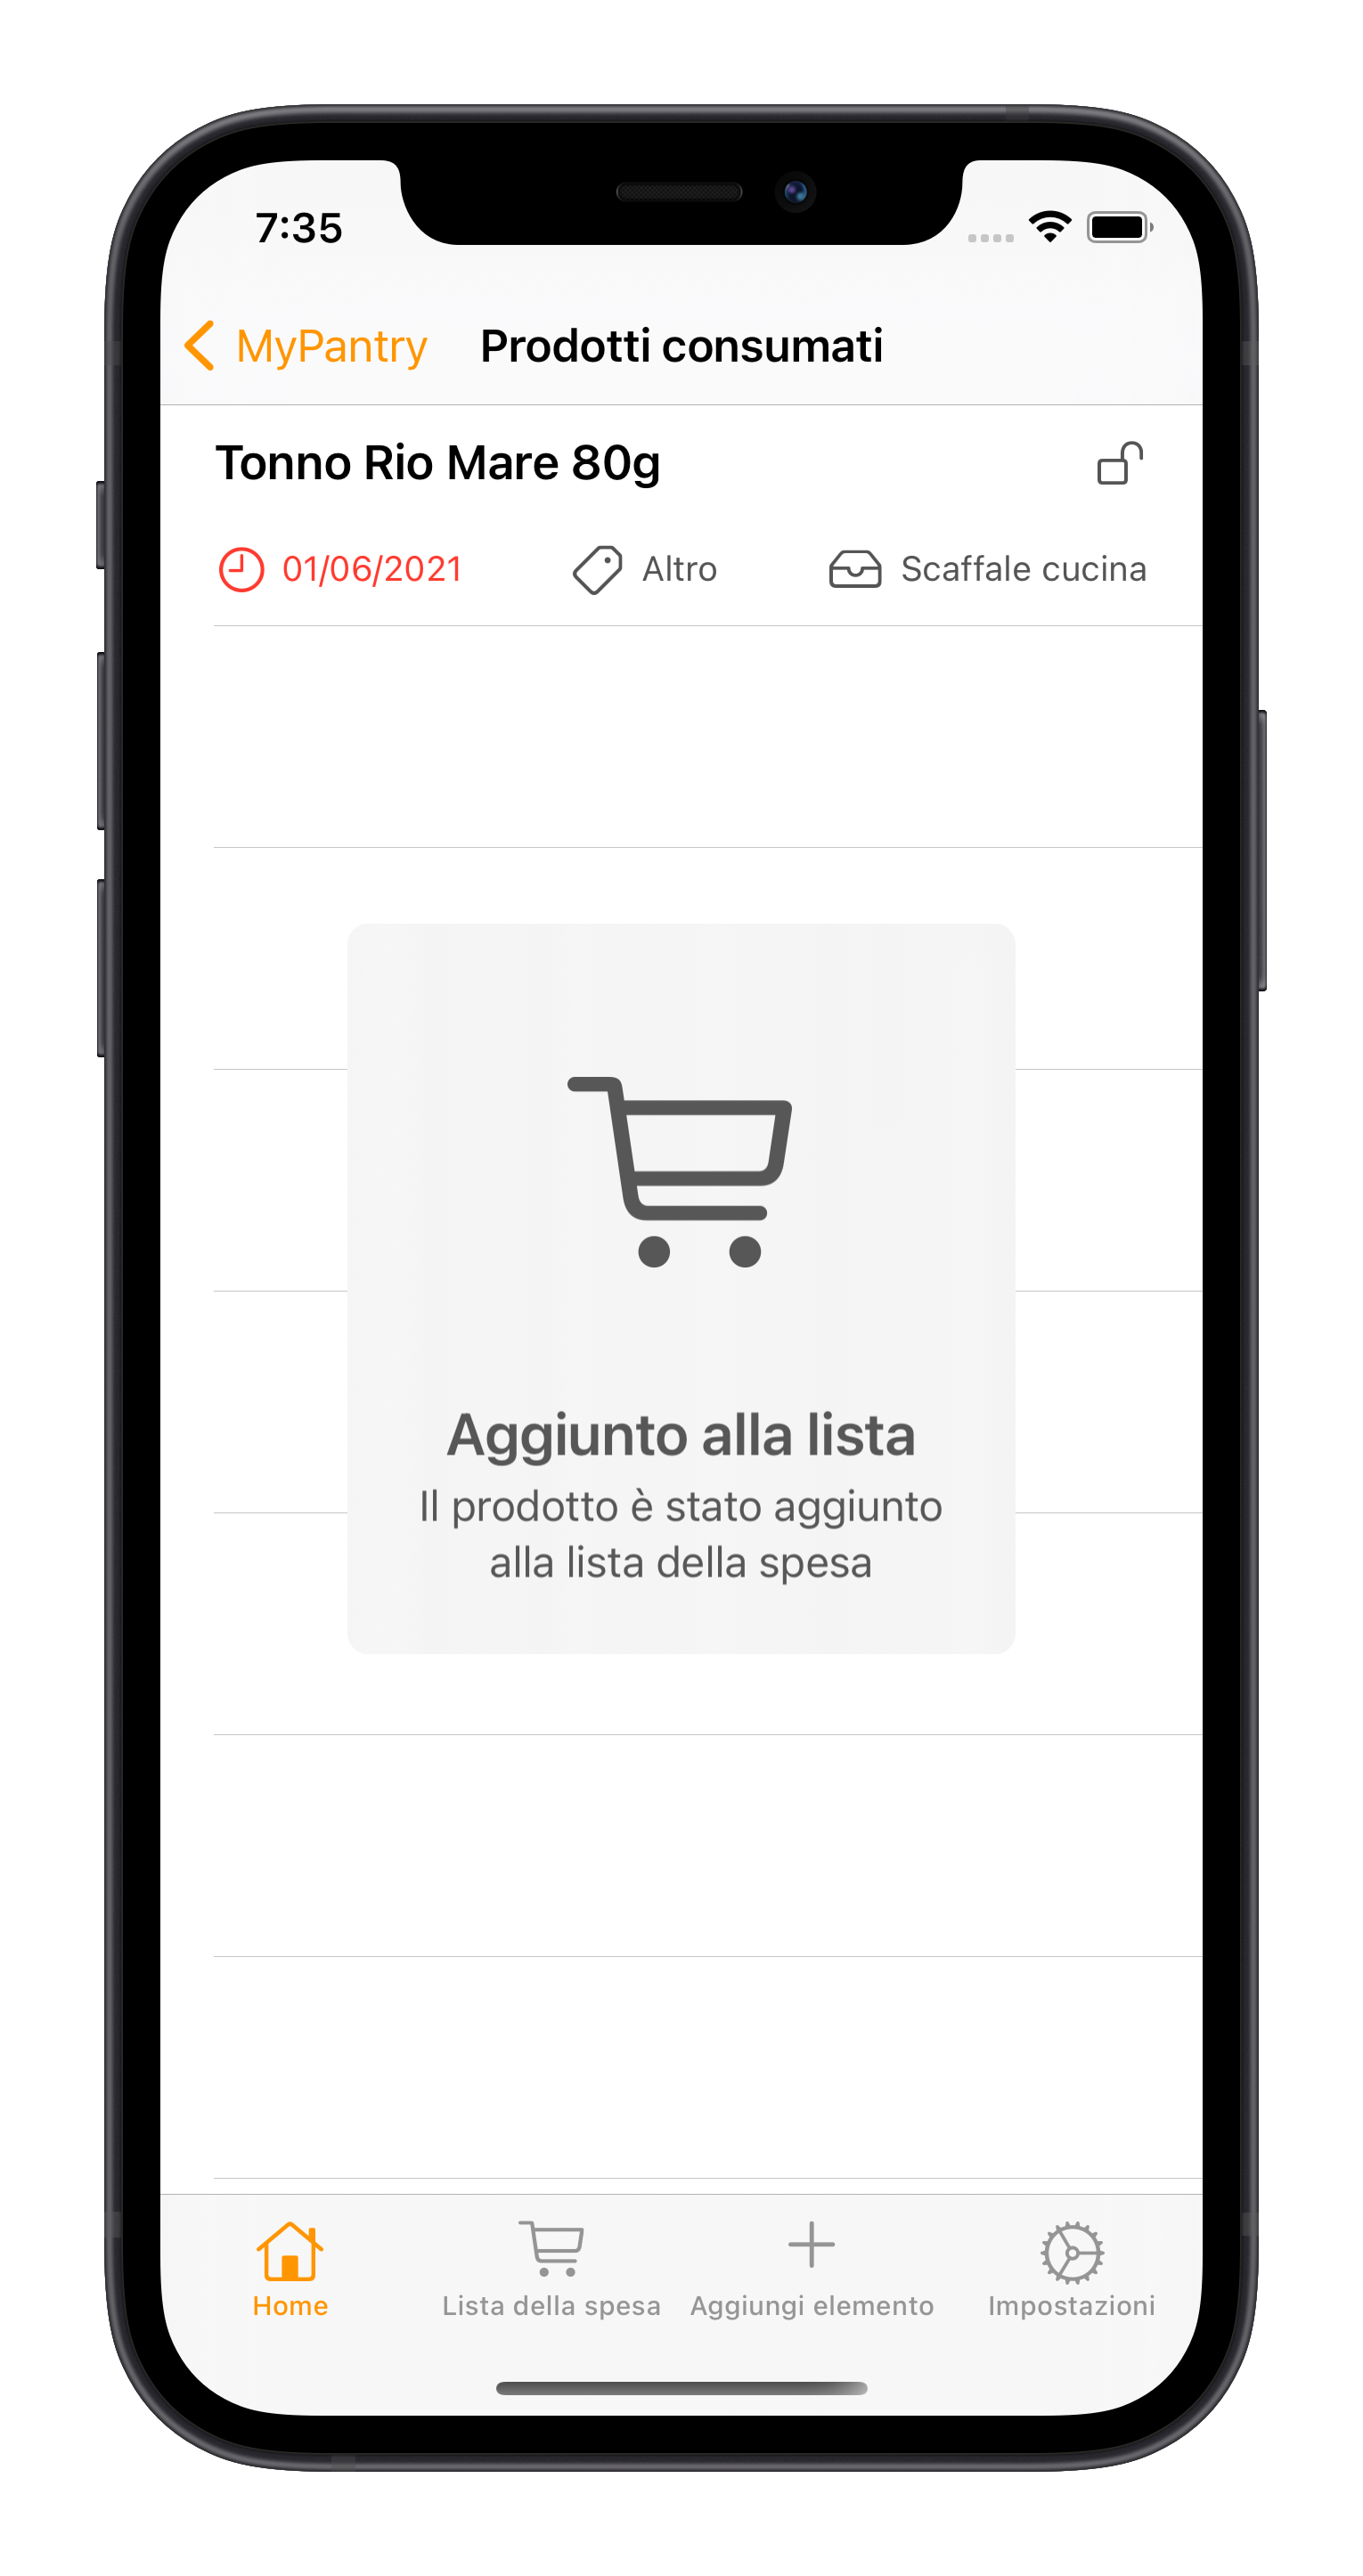 7:35
MyPantry Prodotti consumati
Tonno Rio Mare 80g
01/06/2021 Altro Scaffale cucina
Aggiunto alla lista
Il prodotto è stato aggiunto
alla lista della spesa
Home Lista della spesa Aggiungi elemento Impostazioni